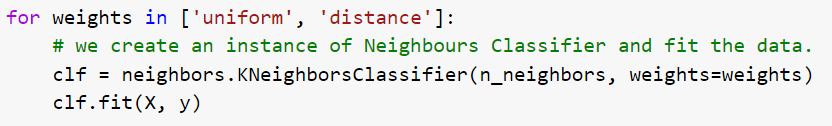 for weights in ['uniform', 'distance']:
    # we create an instance of Neighbours Classifier and fit the data.
    clf = neighbors.KNeighborsClassifier(n_neighbors, weights=weights)
    clf.fit(X, y)